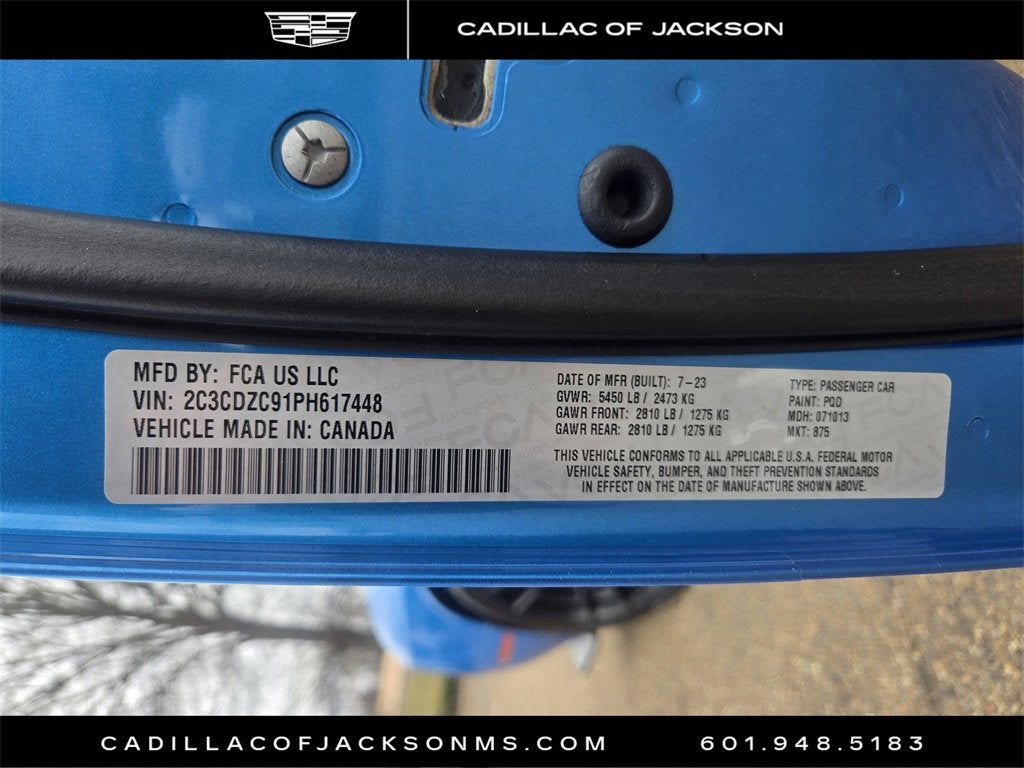 CADILLAC OF JACKSON
MFD BY: FCA US LLC
VIN: 2C3CDZC91PH617448
VEHICLE MADE IN: CANADA
DATE OF MFR (BUILT): 7-23
GVWR: 5450 LB / 2473 KG
GAWR FRONT: 2810 LB / 1275 KG
GAWR REAR: 2810 LB / 1275 KG
TYPE: PASSENGER CAR
PAINT: PQD
MDH: 071013
MKT: 875
THIS VEHICLE CONFORMS TO ALL APPLICABLE U.S.A. FEDERAL MOTOR
VEHICLE SAFETY, BUMPER, AND THEFT PREVENTION STANDARDS
IN EFFECT ON THE DATE OF MANUFACTURE SHOWN ABOVE.
CADILLACOFJACKSONMS.COM
601.948.5183